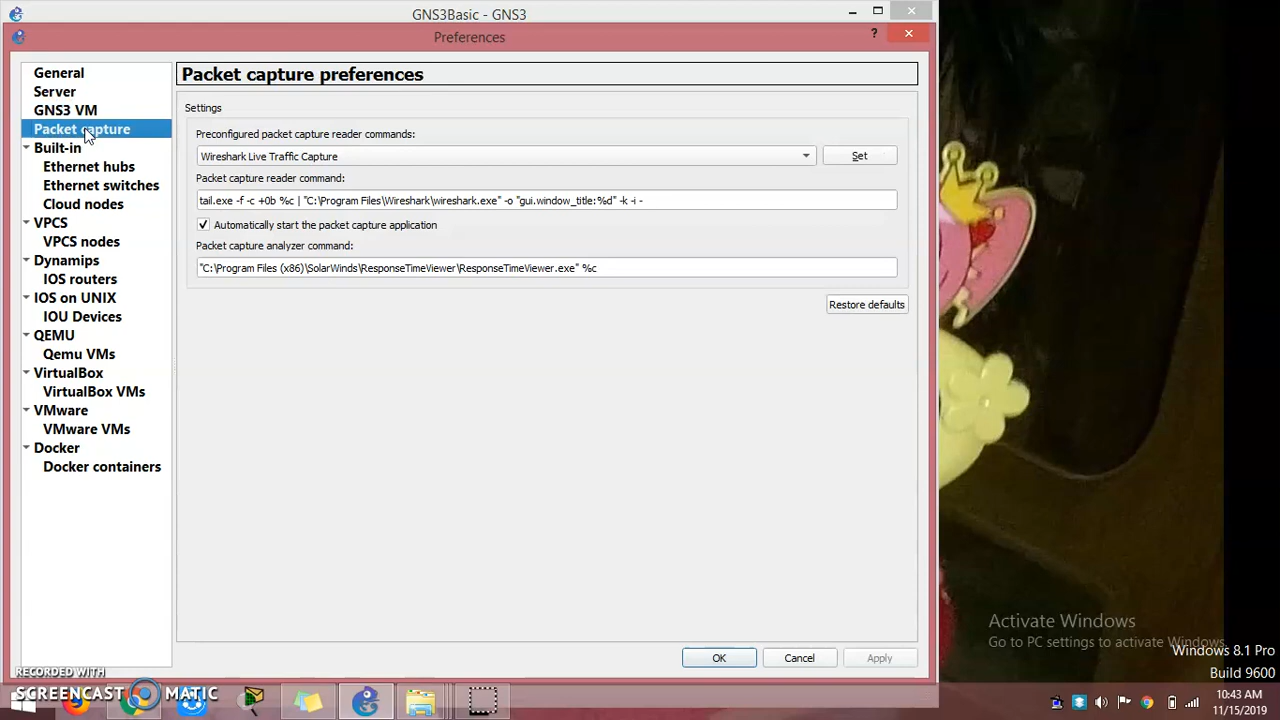 GNS3Basic - GNS3
Preferences
?
General
Server
GNS3 VM
Packet capture
Built-in
Ethernet hubs
Ethernet switches
Cloud nodes
VPCS
VPCS nodes
Dynamips
IOS routers
IOS on UNIX
IOU Devices
QEMU
Qemu VMs
VirtualBox
VirtualBox VMs
VMware
VMware VMs
Docker
Docker containers
Packet capture preferences
Settings
Preconfigured packet capture reader commands:
Wireshark Live Traffic Capture
Set
Packet capture reader command:
tail.exe -f -c +0b %c | "C:\Program Files\Wireshark\wireshark.exe" -o "gui.window_title:%d" -k -i -
Automatically start the packet capture application
Packet capture analyzer command:
"C:\Program Files (x86)\SolarWinds\ResponseTimeViewer\ResponseTimeViewer.exe" %c
Restore defaults
OK
Cancel
Apply
Activate Windows
Go to PC settings to activate Windows.
Windows 8.1 Pro
Build 9600
RECORDED WITH
SCREENCAST MATIC
10:43 AM
11/15/2019